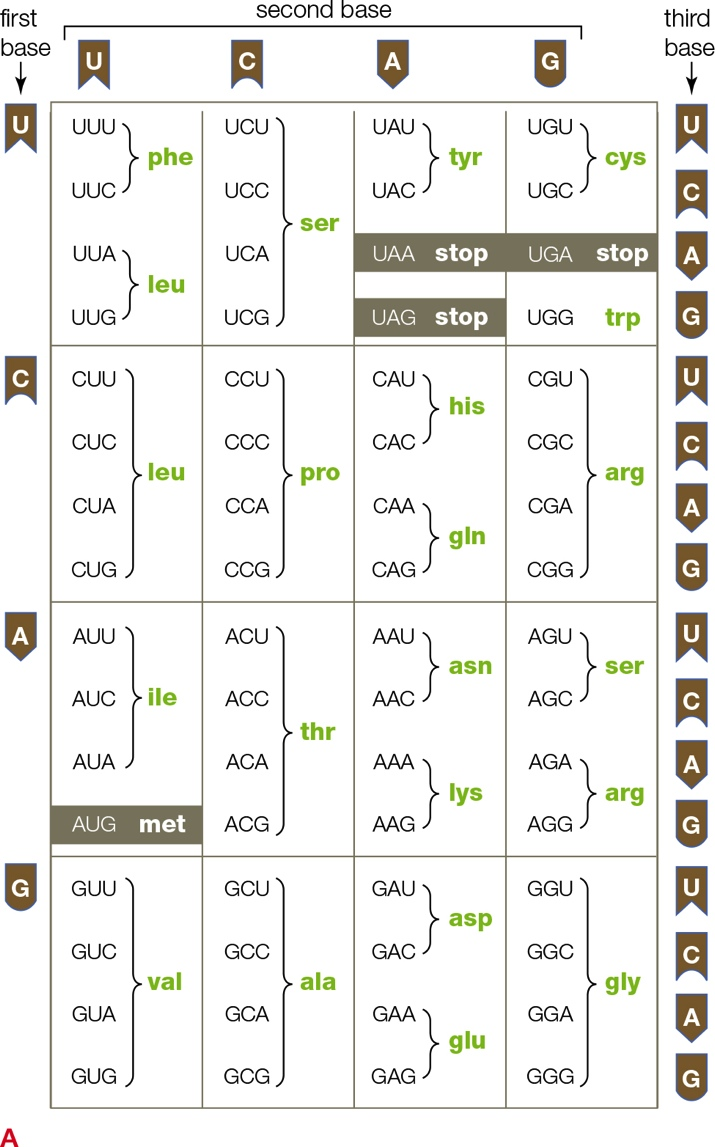 first base
second base
third base
U C A G
U
UUU UCU UAU UGU U
phe tyr cys
UUC UCC UAC UGC C
ser
UUA UCA UAA stop UGA stop A
leu
UUG UCG UAG stop UGG trp G
C
CUU CCU CAU CGU U
his
CUC CCC CAC CGC C
leu pro arg
CUA CCA CAA CGA A
gln
CUG CCG CAG CGG G
A
AUU ACU AAU AGU U
asn ser
AUC ile ACC AAC AGC C
thr
AUA ACA AAA AGA A
lys arg
AUG met ACG AAG AGG G
G
GUU GCU GAU GGU U
asp
GUC GCC GAC GGC C
val ala gly
GUA GCA GAA GGA A
glu
GUG GCG GAG GGG G
A